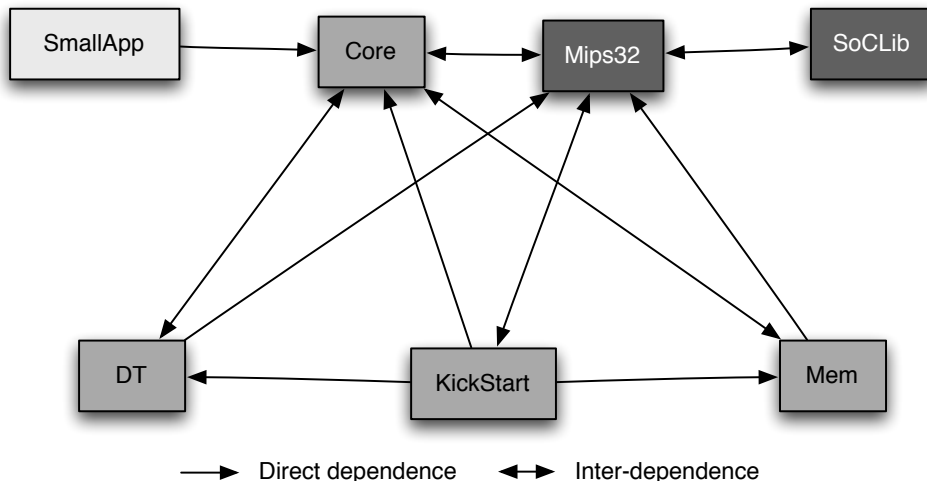 SmallApp
Core
Mips32
SoCLib
DT
KickStart
Mem
Direct dependence
Inter-dependence